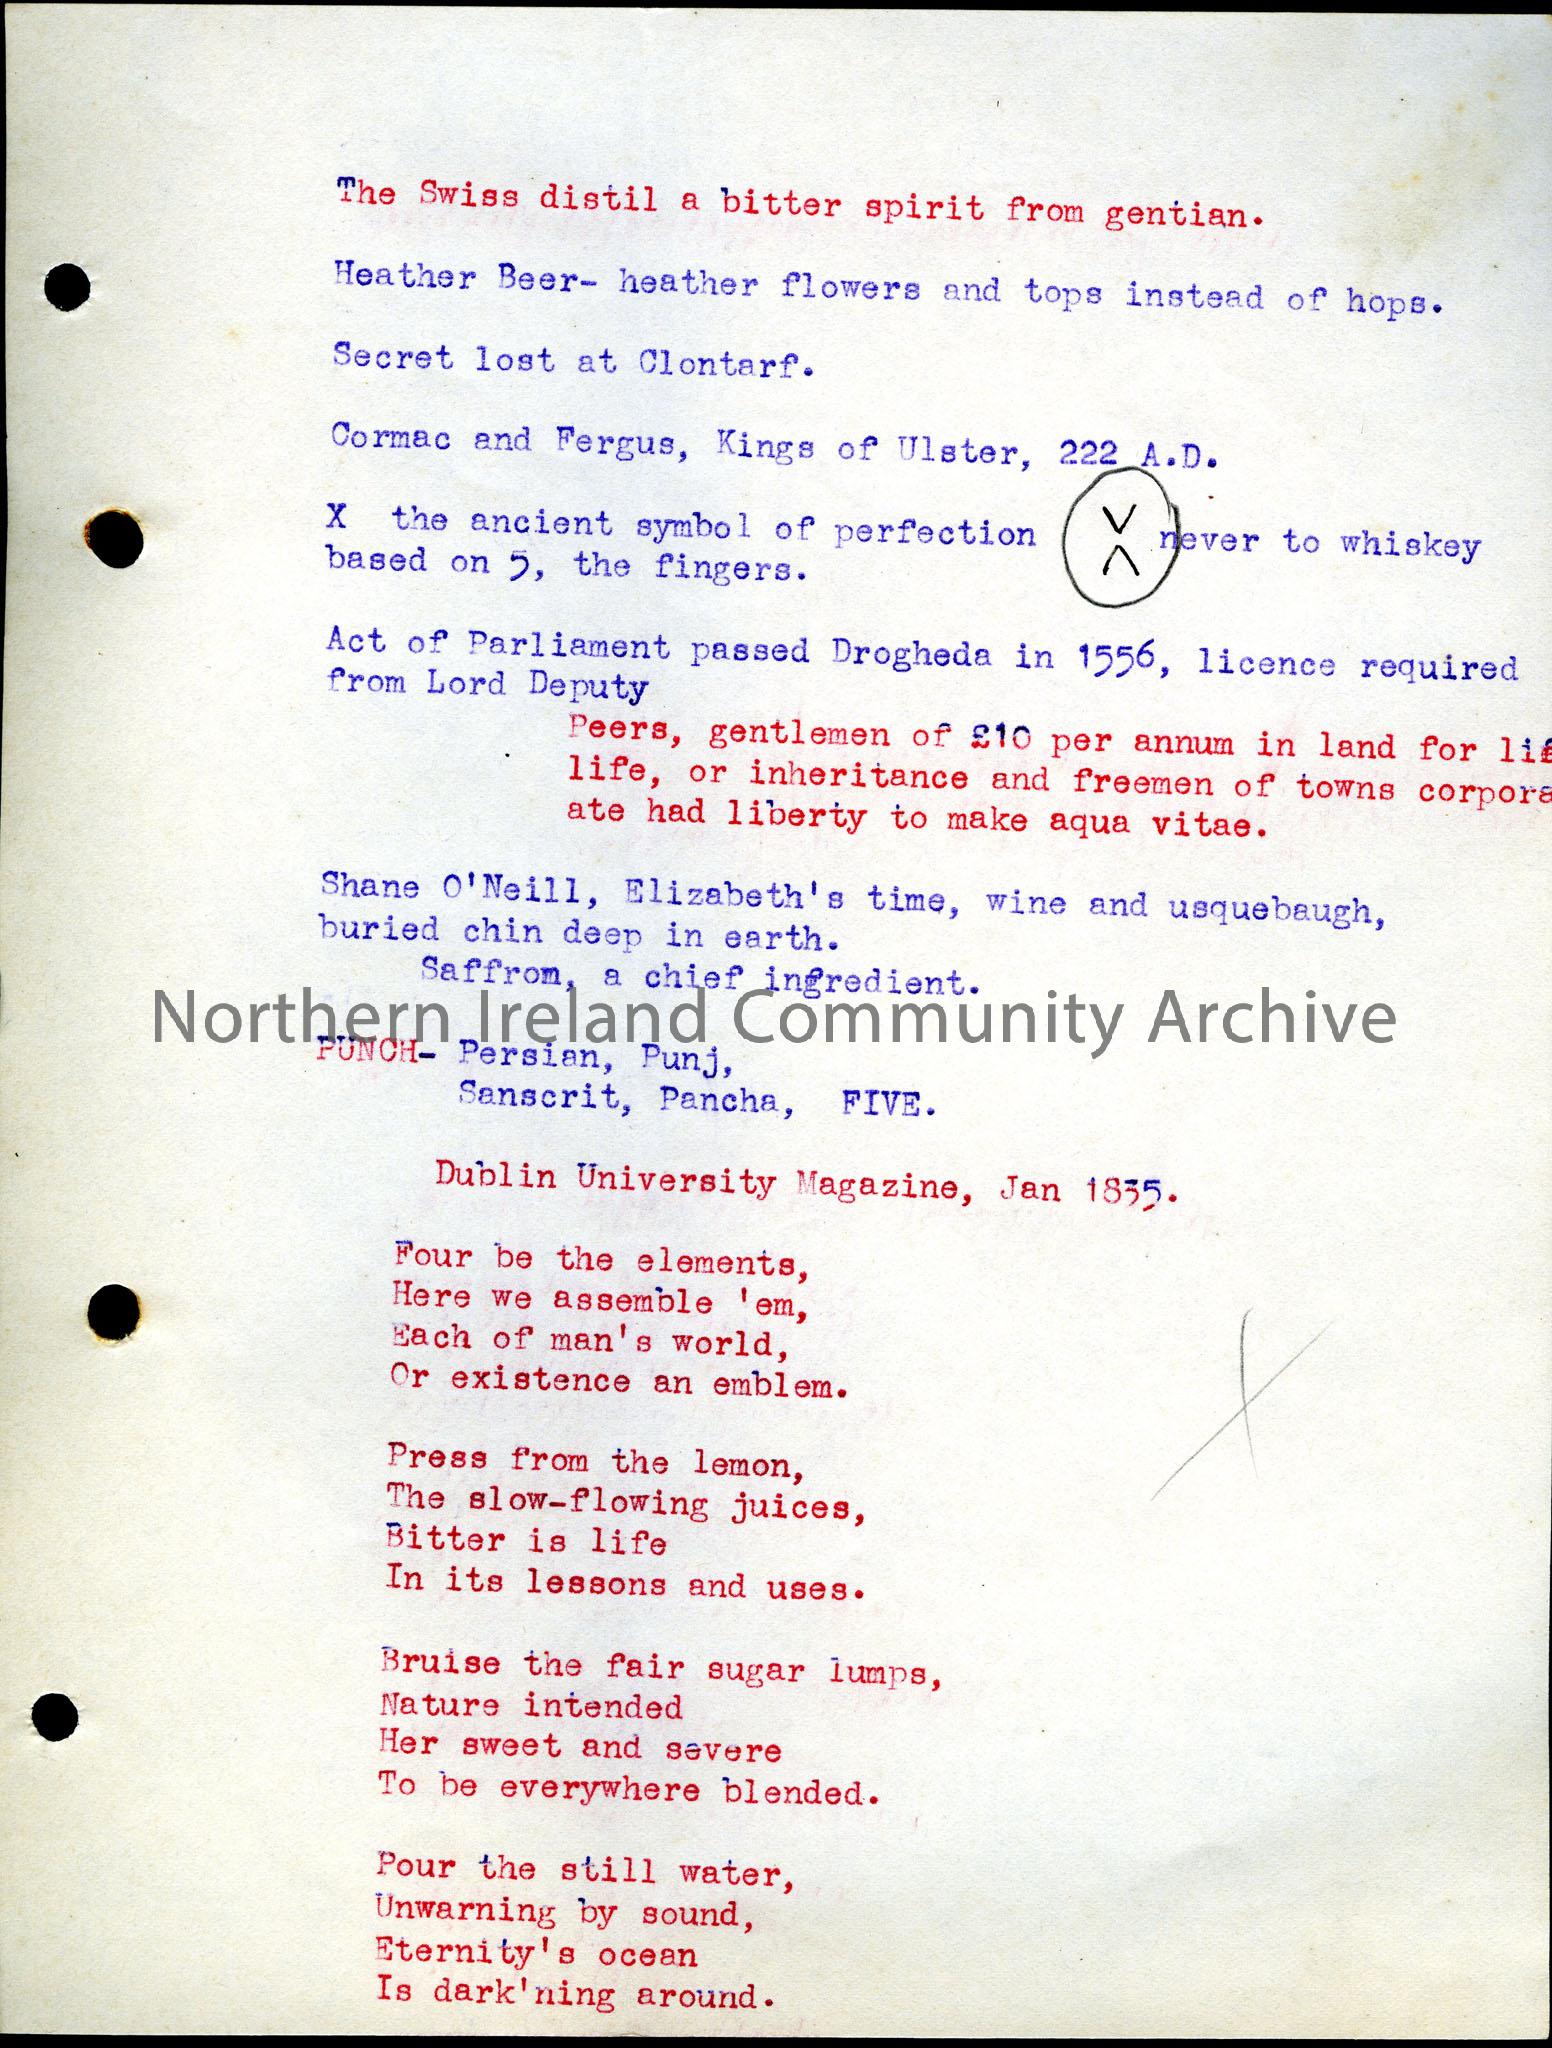 The Swiss distil a bitter spirit from gentian.
Heather Beer- heather flowers and tops instead of hops.
Secret lost at Clontarf.
Cormac and Fergus, Kings of Ulster, 222 A.D.
X the ancient symbol of perfection V Λ never to whiskey
based on 5, the fingers.
Act of Parliament passed Drogheda in 1556, licence required
from Lord Deputy
Peers, gentlemen of £10 per annum in land for lif
life, or inheritance and freemen of towns corpora
ate had liberty to make aqua vitae.
Shane O'Neill, Elizabeth's time, wine and usquebaugh,
buried chin deep in earth.
Saffrom, a chief ingredient.
Northern Ireland Community Archive
PUNCH- Persian, Punj,
Sanscrit, Pancha, FIVE.
Dublin University Magazine, Jan 1835.
Four be the elements,
Here we assemble 'em,
Each of man's world,
Or existence an emblem.
Press from the lemon,
The slow-flowing juices,
Bitter is life
In its lessons and uses.
Bruise the fair sugar lumps,
Nature intended
Her sweet and severe
To be everywhere blended.
Pour the still water,
Unwarning by sound,
Eternity's ocean
Is dark'ning around.